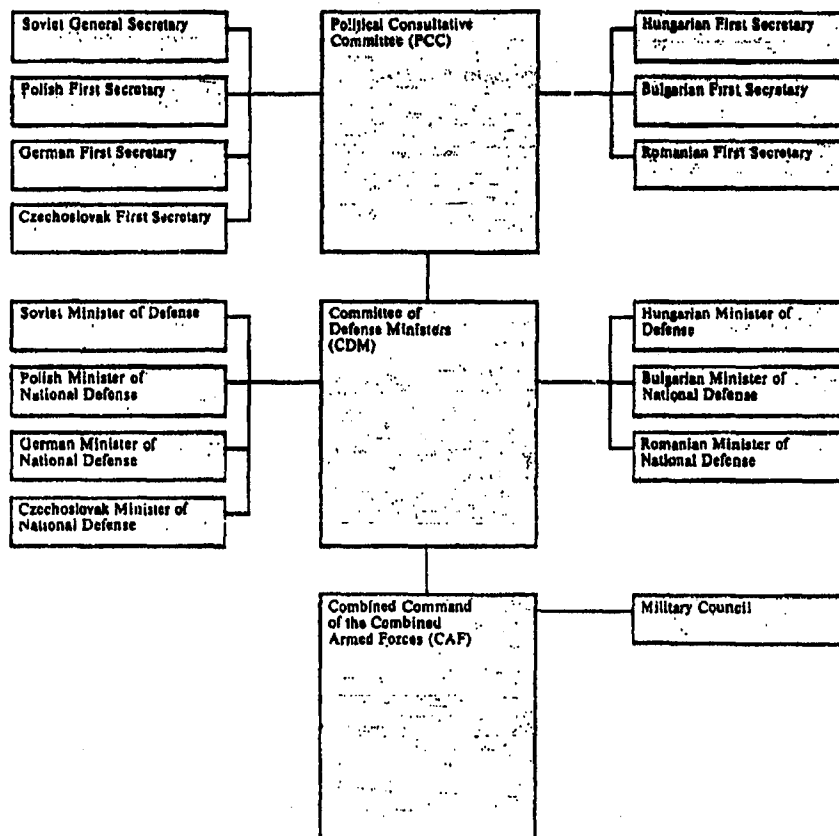 Soviet General Secretary
Polish First Secretary
German First Secretary
Czechoslovak First Secretary
Political Consultative
Committee (PCC)
Hungarian First Secretary
Bulgarian First Secretary
Romanian First Secretary
Soviet Minister of Defense
Polish Minister of
National Defense
German Minister of
National Defense
Czechoslovak Minister of
National Defense
Committee of
Defense Ministers
(CDM)
Hungarian Minister of
Defense
Bulgarian Minister of
National Defense
Romanian Minister of
National Defense
Combined Command
of the Combined
Armed Forces (CAF)
Military Council